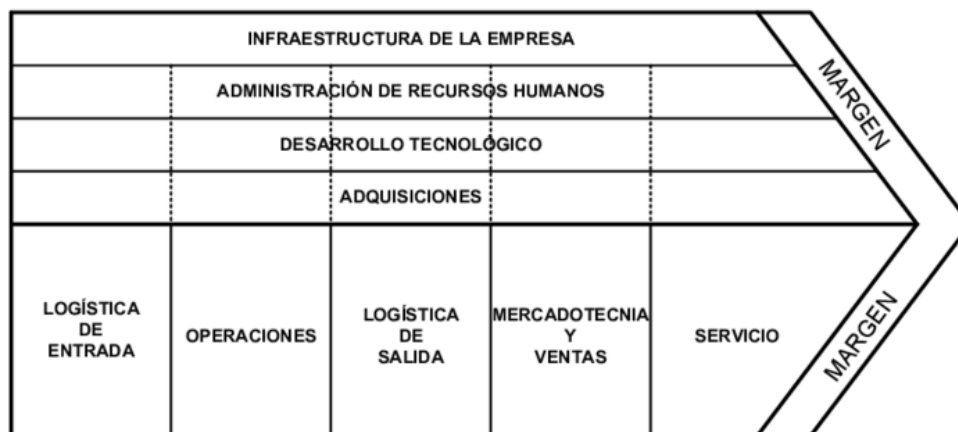 INFRAESTRUCTURA DE LA EMPRESA
MARGEN
ADMINISTRACIÓN DE RECURSOS HUMANOS
DESARROLLO TECNOLÓGICO
ADQUISICIONES
LOGÍSTICA
DE
ENTRADA
OPERACIONES
LOGÍSTICA
DE
SALIDA
MERCADOTECNIA
Y
VENTAS
SERVICIO
MARGEN